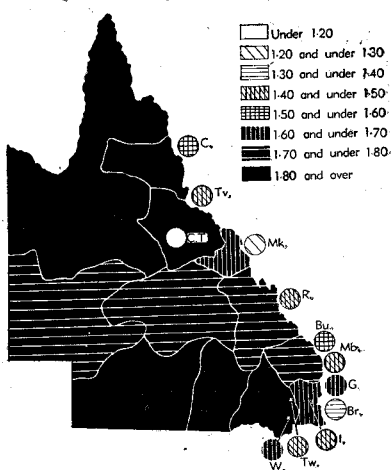 Under 1·20
1·20 and under 1·30
1·30 and under 1·40
1·40 and under 1·50
1·50 and under 1·60
1·60 and under 1·70
1·70 and under 1·80
1·80 and over
C.
Tv.
C.T.
Mk.
R.
Bu.
Mb.
G.
Br.
I.
Tw.
W.